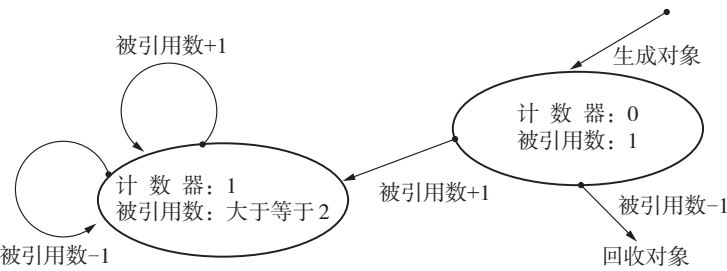 被引用数+1
生成对象
计 数 器：0
被引用数：1
计 数 器：1
被引用数：大于等于2
被引用数+1
被引用数-1
被引用数-1
回收对象